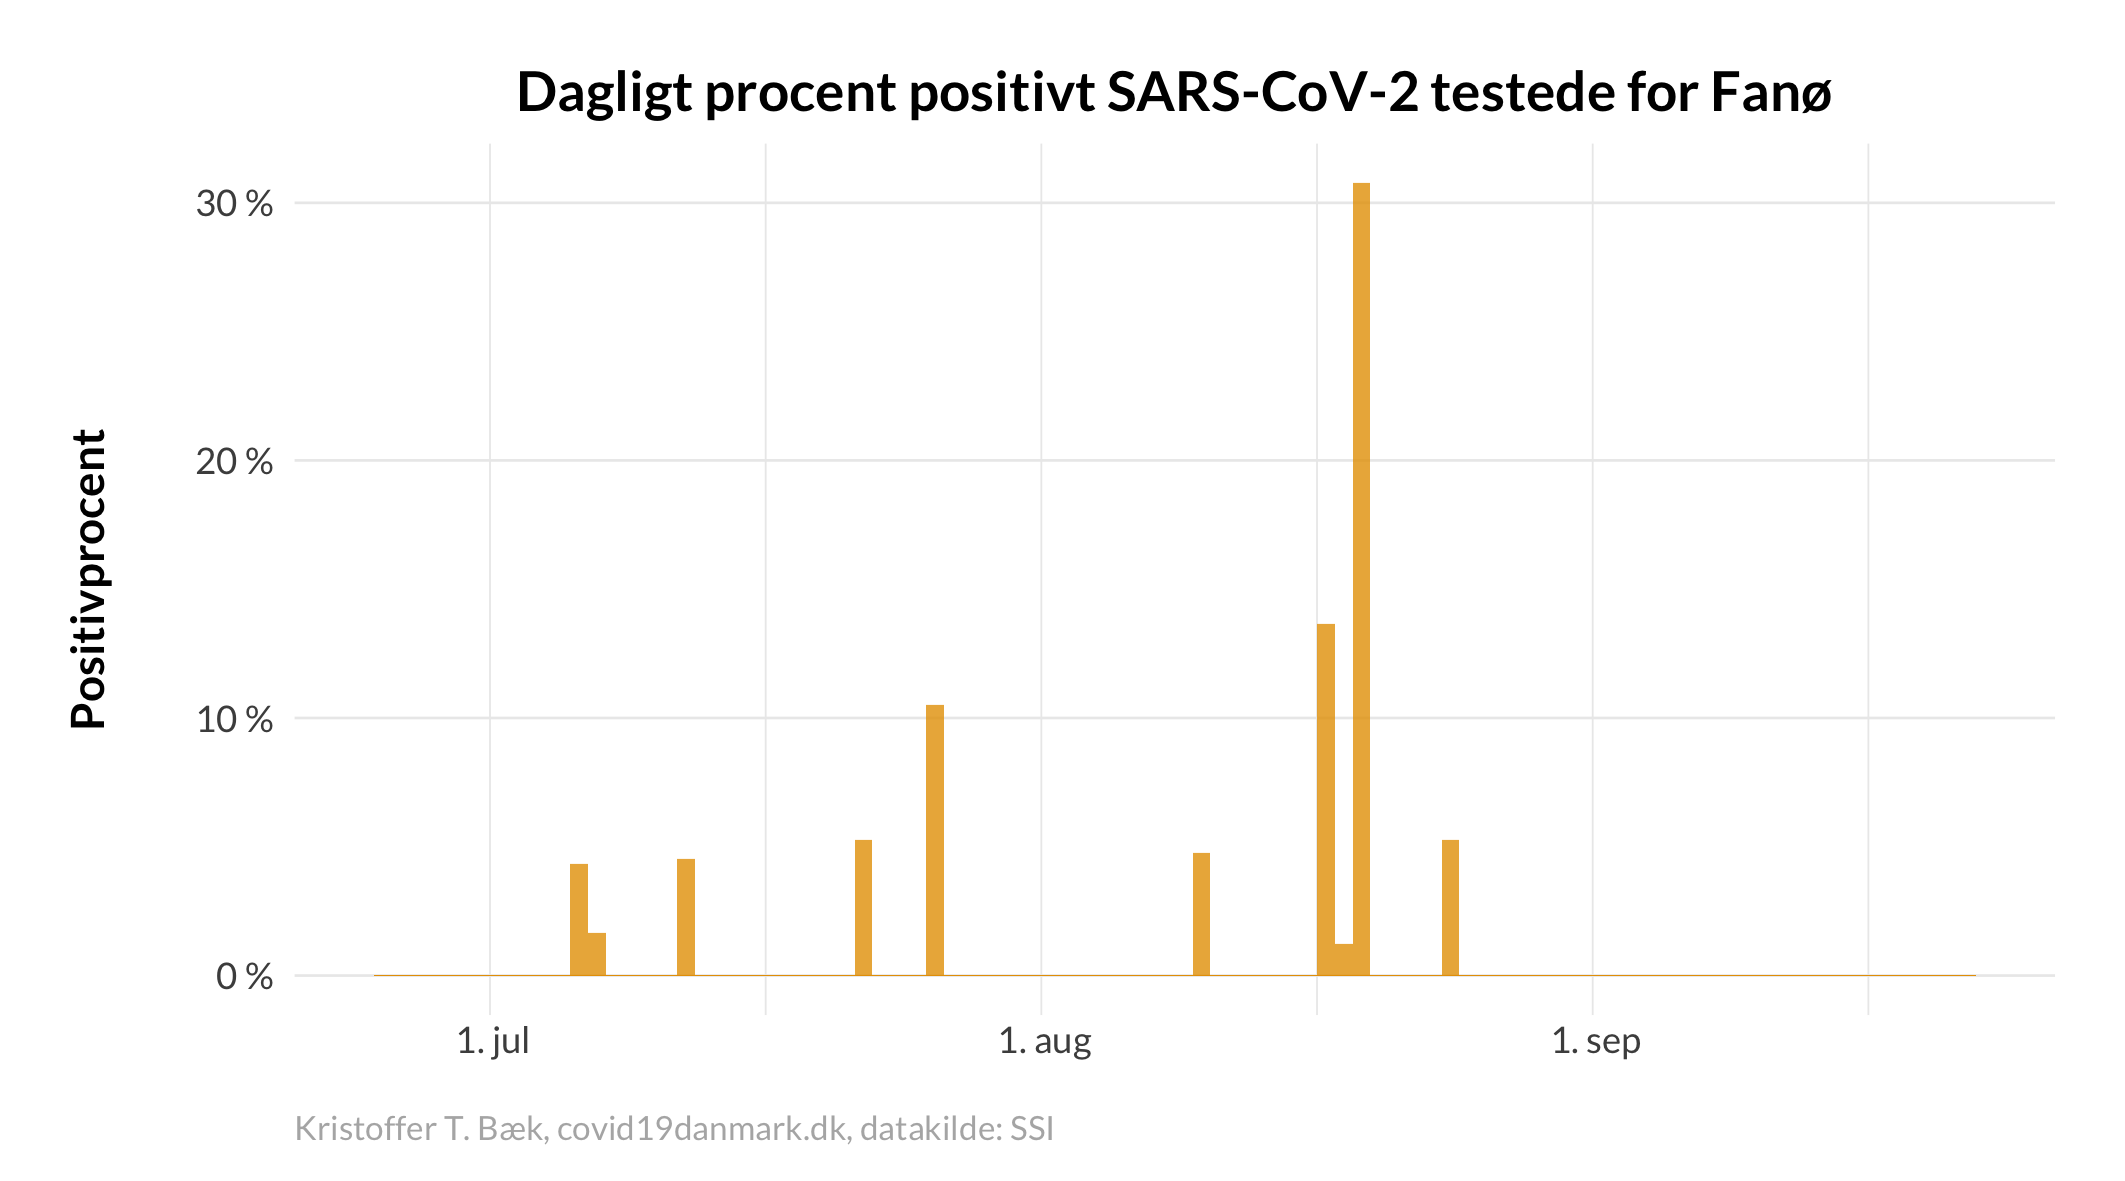 Dagligt procent positivt SARS-CoV-2 testede for Fanø
Positivprocent
30 %
20 %
10 %
0 %
1. jul
1. aug
1. sep
Kristoffer T. Bæk, covid19danmark.dk, datakilde: SSI